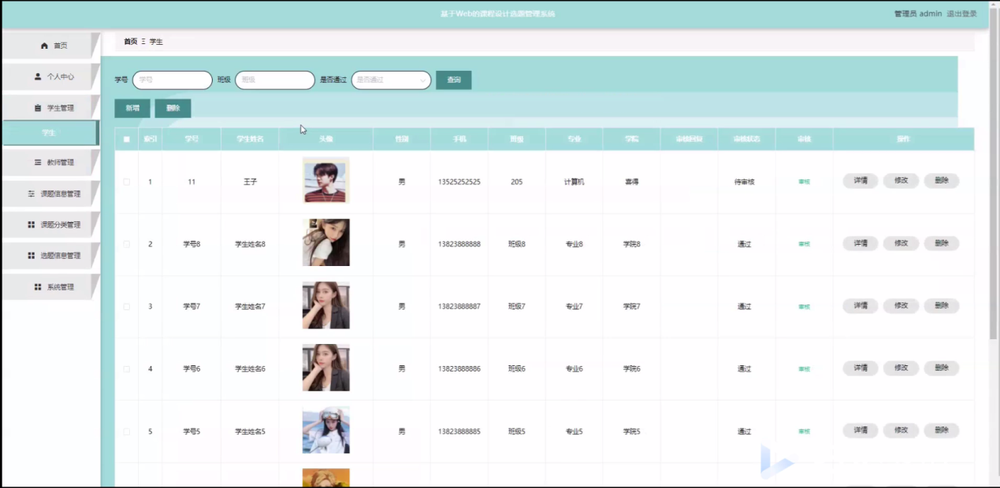 基于Web的课程设计选题管理系统
管理员 admin 退出登录
首页
个人中心
学生管理
学生
教师管理
课题信息管理
课题分类管理
选题信息管理
系统管理
首页 Ξ 学生
学号 学号 班级 班级 是否通过 是否通过 查询
新增 删除
索引 学号 学生姓名 头像 性别 手机 班级 专业 学院 审核回复 审核状态 审核 操作
1 11 王子 男 13525252525 205 计算机 待审核 审核 详情 修改 删除
2 学号8 学生姓名8 男 13823888888 班级8 专业8 学院8 通过 审核 详情 修改 删除
3 学号7 学生姓名7 男 13823888887 班级7 专业7 学院7 通过 审核 详情 修改 删除
4 学号6 学生姓名6 男 13823888886 班级6 专业6 学院6 通过 审核 详情 修改 删除
5 学号5 学生姓名5 男 13823888885 班级5 专业5 学院5 通过 审核 详情 修改 删除